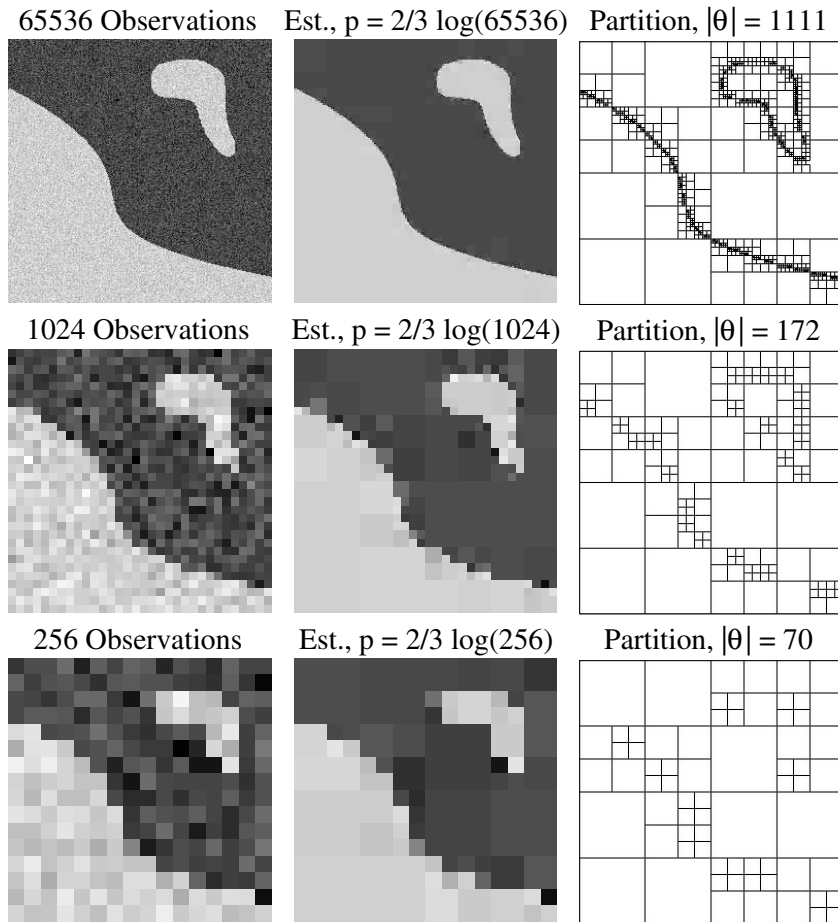 65536 Observations
Est., p = 2/3 log(65536)
Partition, |θ| = 1111
1024 Observations
Est., p = 2/3 log(1024)
Partition, |θ| = 172
256 Observations
Est., p = 2/3 log(256)
Partition, |θ| = 70